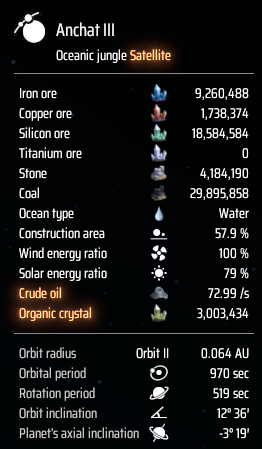 Anchat III
Oceanic jungle Satellite
Iron ore 9,260,488
Copper ore 1,738,374
Silicon ore 18,584,584
Titanium ore 0
Stone 4,184,190
Coal 29,895,858
Ocean type Water
Construction area 57.9 %
Wind energy ratio 100 %
Solar energy ratio 79 %
Crude oil 72.99 /s
Organic crystal 3,003,434
Orbit radius Orbit II 0.064 AU
Orbital period 970 sec
Rotation period 519 sec
Orbit inclination 12° 36'
Planet's axial inclination -3° 19'